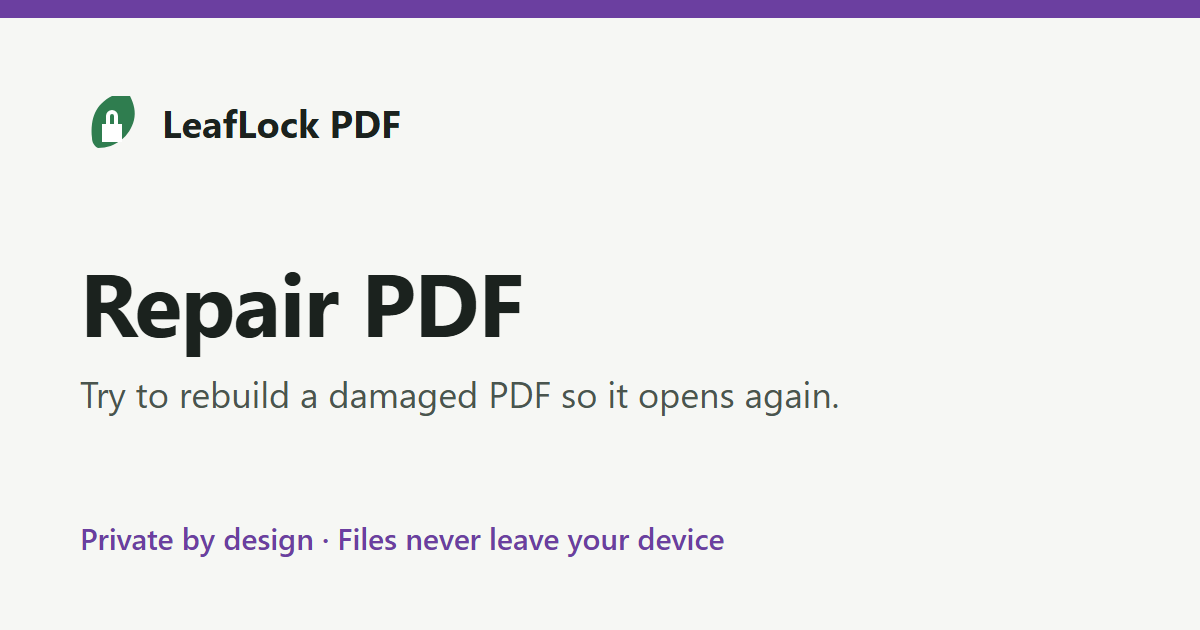 LeafLock PDF
Repair PDF
Try to rebuild a damaged PDF so it opens again.
Private by design · Files never leave your device